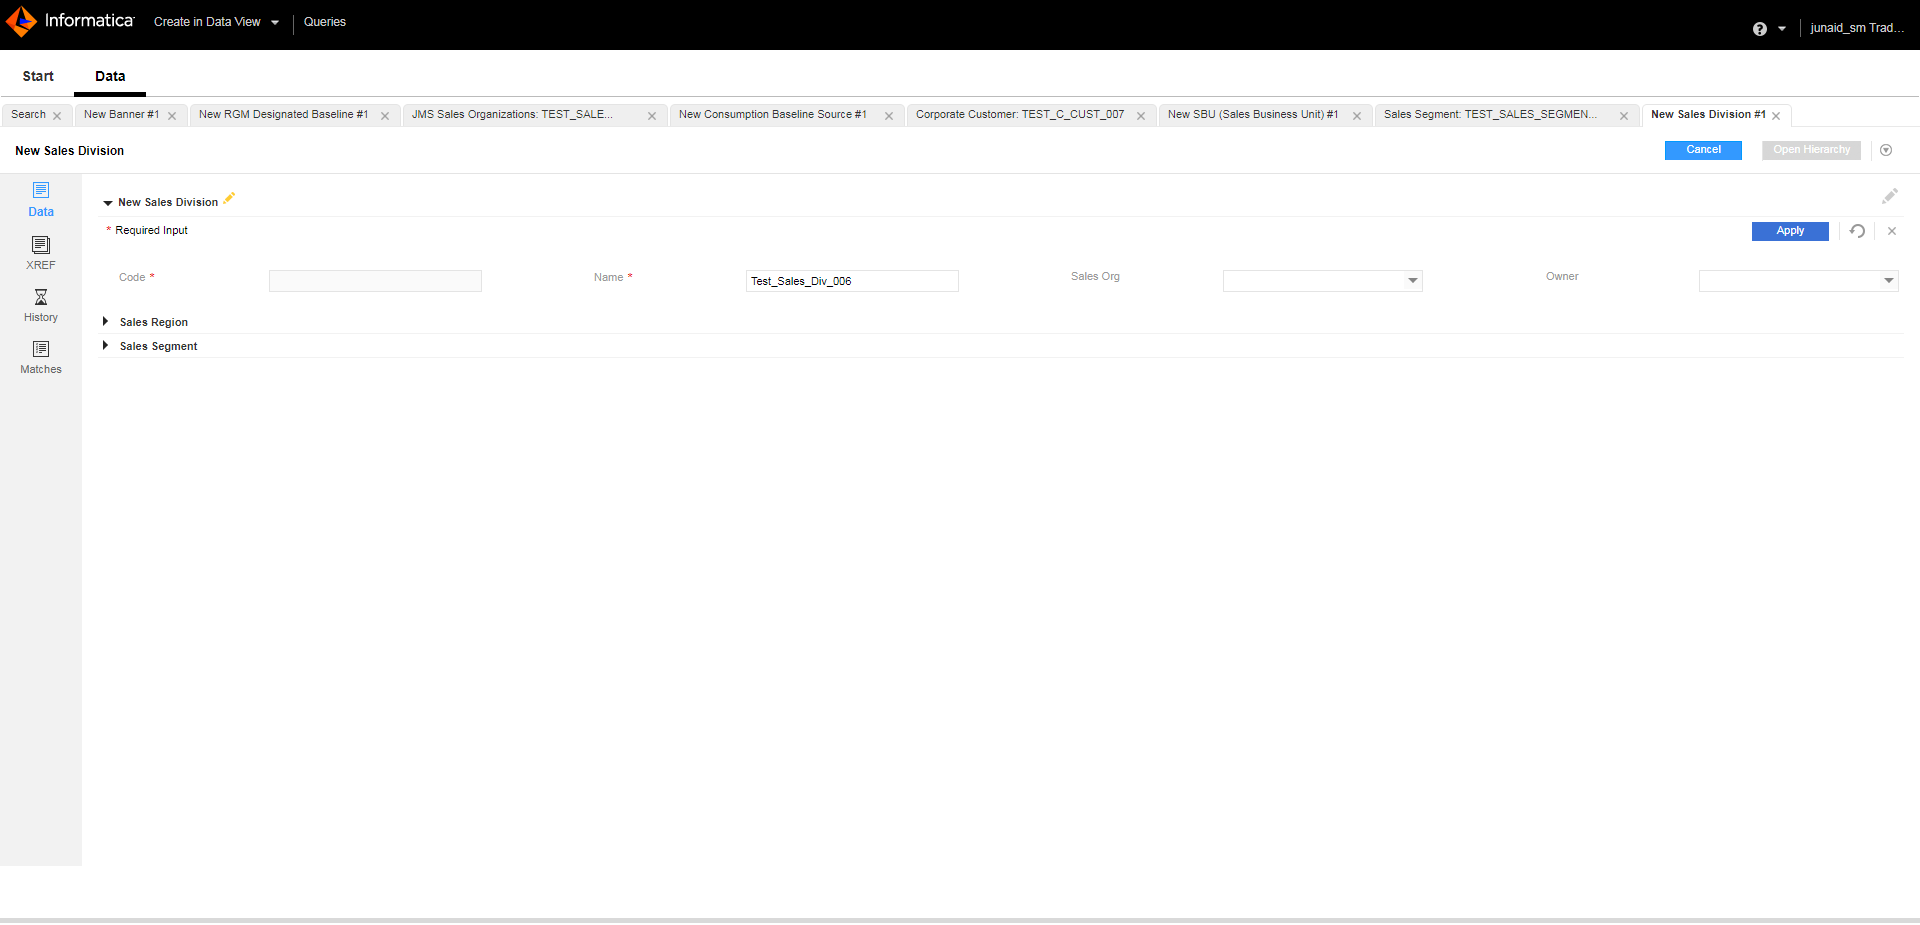 Informatica Create in Data View Queries junaid_sm Trad...
Start Data
Search New Banner #1 New RGM Designated Baseline #1 JMS Sales Organizations: TEST_SALE... New Consumption Baseline Source #1 Corporate Customer: TEST_C_CUST_007 New SBU (Sales Business Unit) #1 Sales Segment: TEST_SALES_SEGMEN... New Sales Division #1
New Sales Division Cancel Open Hierarchy
Data
New Sales Division
* Required Input Apply
XREF
Code * Name * Test_Sales_Div_006 Sales Org Owner
History
Sales Region
Sales Segment
Matches